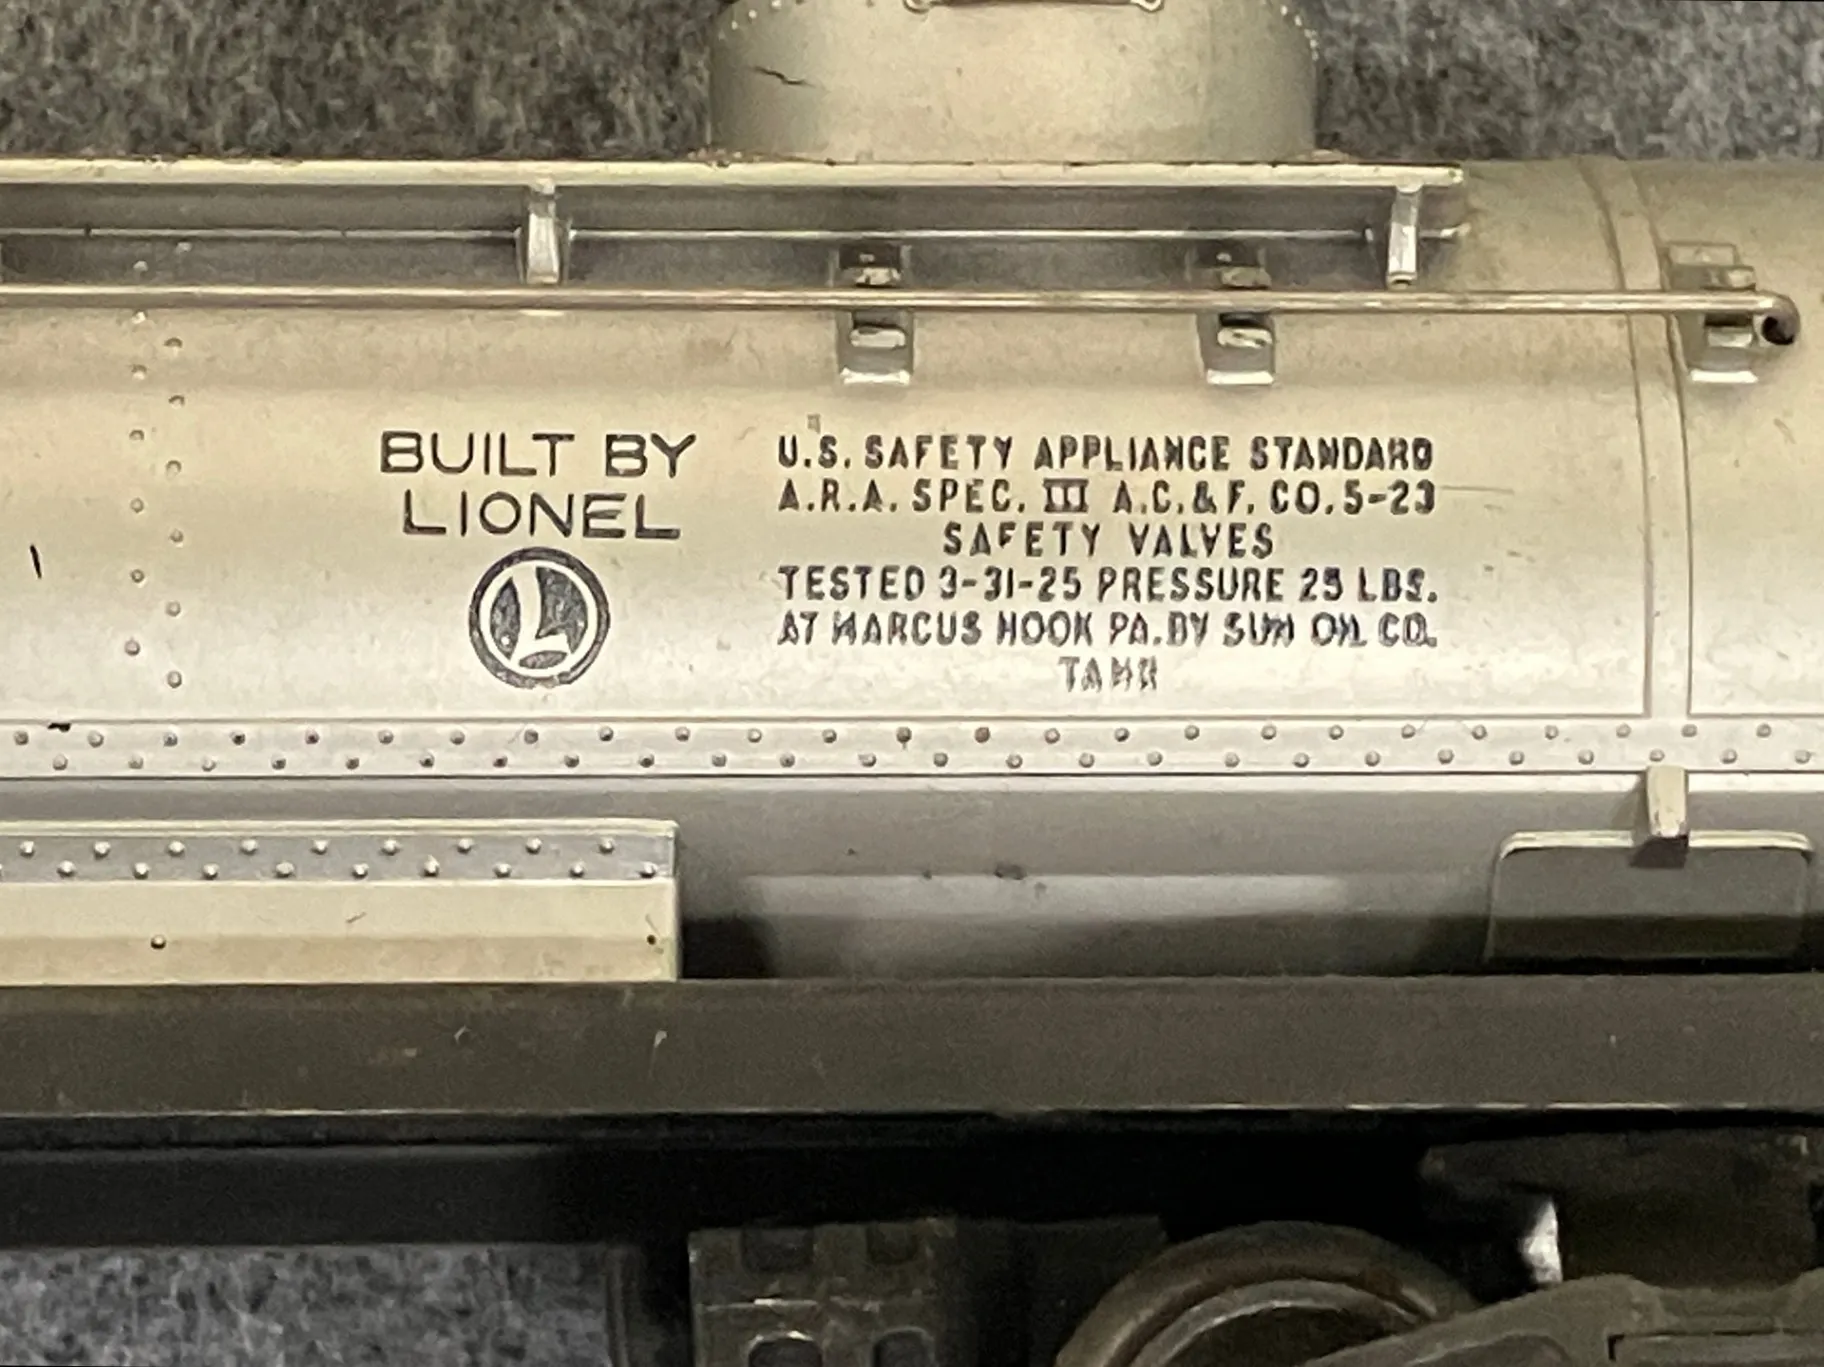 BUILT BY
LIONEL
L
U.S. SAFETY APPLIANCE STANDARD
A.R.A. SPEC. III A.C.& F. CO. 5-23
SAFETY VALVES
TESTED 3-31-25 PRESSURE 25 LBS.
AT MARCUS HOOK PA. BY SUN OIL CO.